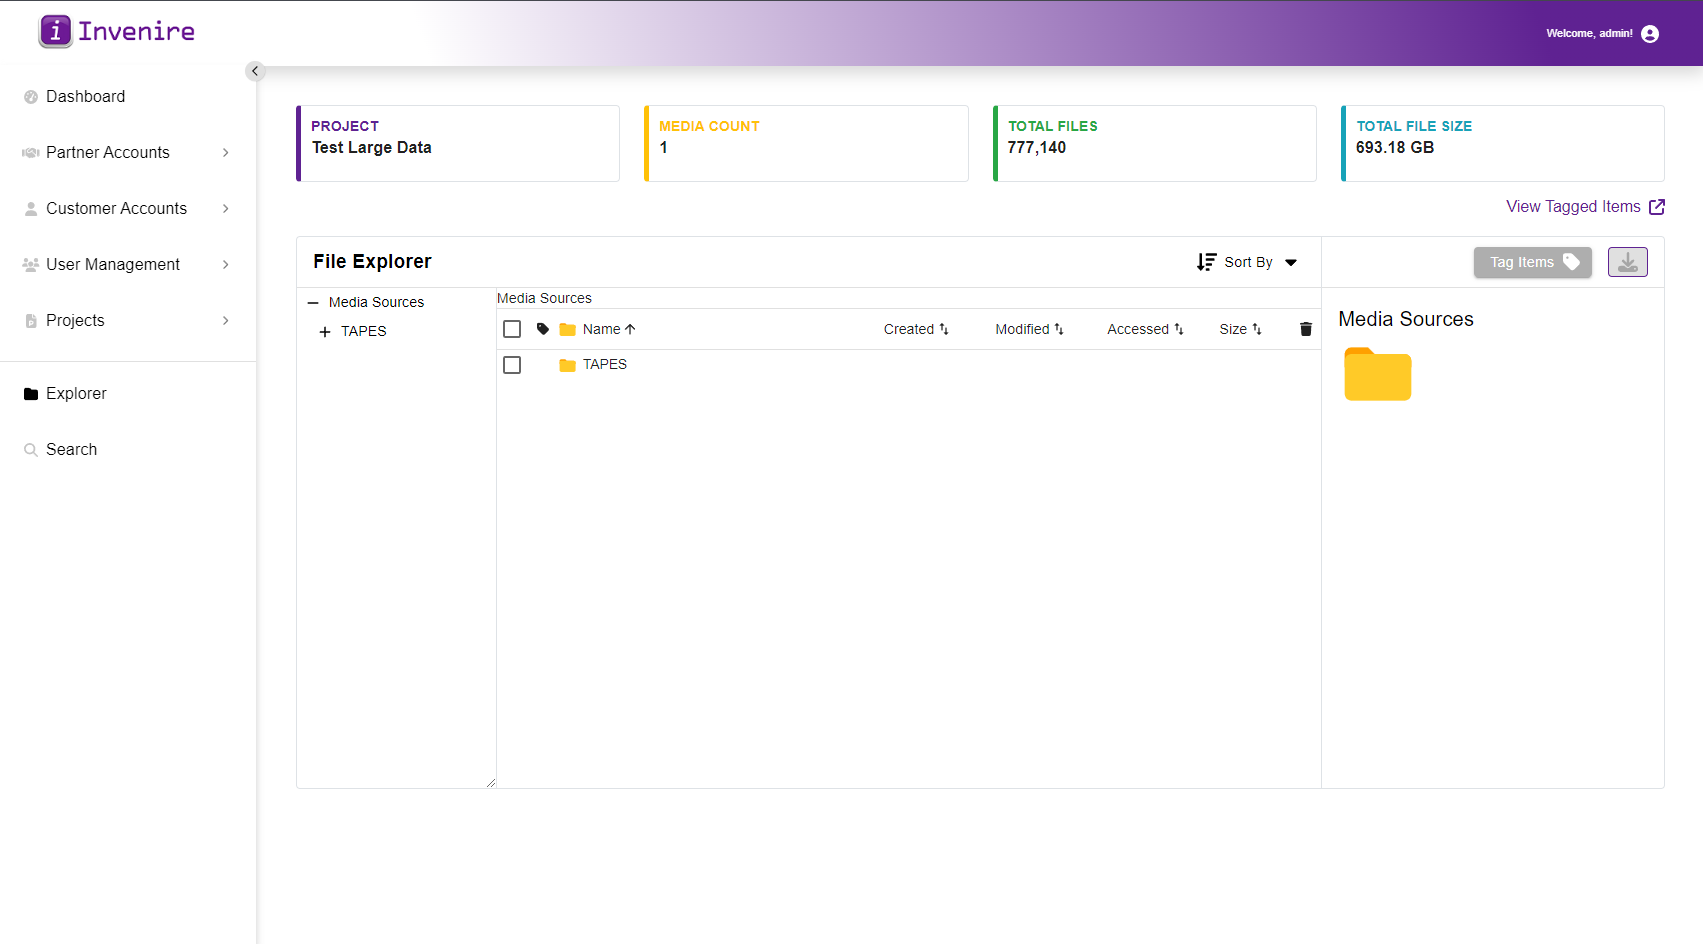 i Invenire
Welcome, admin!
Dashboard
Partner Accounts
Customer Accounts
User Management
Projects
Explorer
Search
PROJECT
Test Large Data
MEDIA COUNT
1
TOTAL FILES
777,140
TOTAL FILE SIZE
693.18 GB
View Tagged Items
File Explorer
Sort By
Tag Items
Media Sources
TAPES
Media Sources
Name Created Modified Accessed Size
TAPES
Media Sources